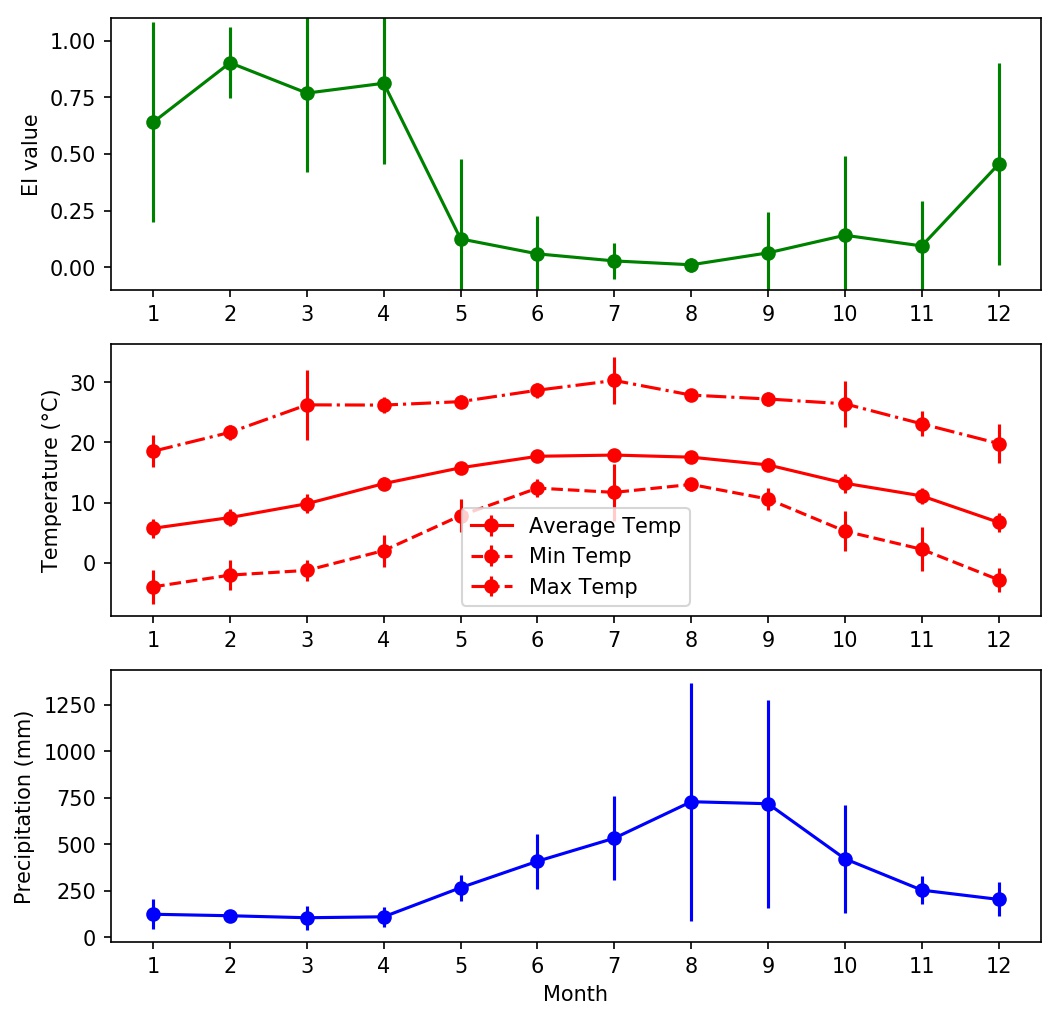 EI value
1.00
0.75
0.50
0.25
0.00
1 2 3 4 5 6 7 8 9 10 11 12
Temperature (°C)
30
20
10
0
Average Temp
Min Temp
Max Temp
1 2 3 4 5 6 7 8 9 10 11 12
Precipitation (mm)
1250
1000
750
500
250
0
1 2 3 4 5 6 7 8 9 10 11 12
Month